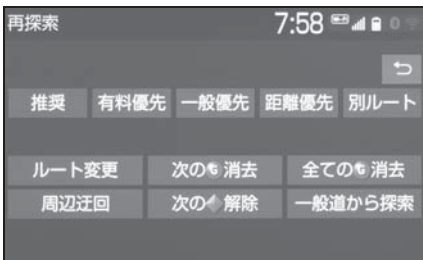 再探索 7:58
推奨 有料優先 一般優先 距離優先 別ルート
ルート変更 次の消去 全ての消去
周辺迂回 次の解除 一般道から探索